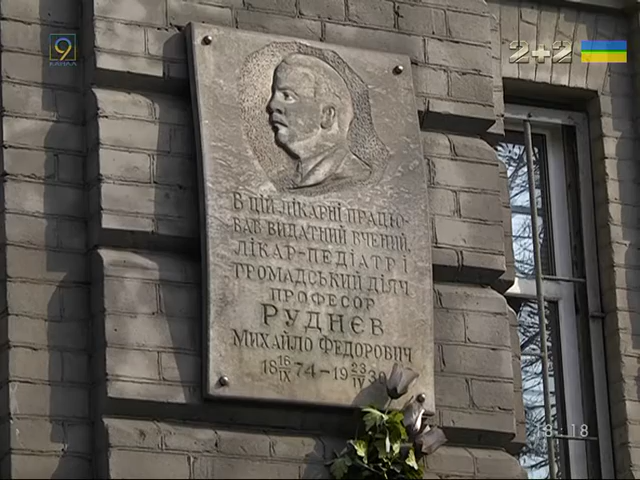 9
КАНАЛ
2+2
В ЦІЙ ЛІКАРНІ ПРАЦЮ-
ВАВ ВИДАТНИЙ ВЧЕНИЙ,
ЛІКАР-ПЕДІАТР І
ГРОМАДСЬКИЙ ДІЯЧ
ПРОФЕСОР
РУДНЄВ
МИХАЙЛО ФЕДОРОВИЧ
18 16/IX 74 – 19 23/IV 30
18:18